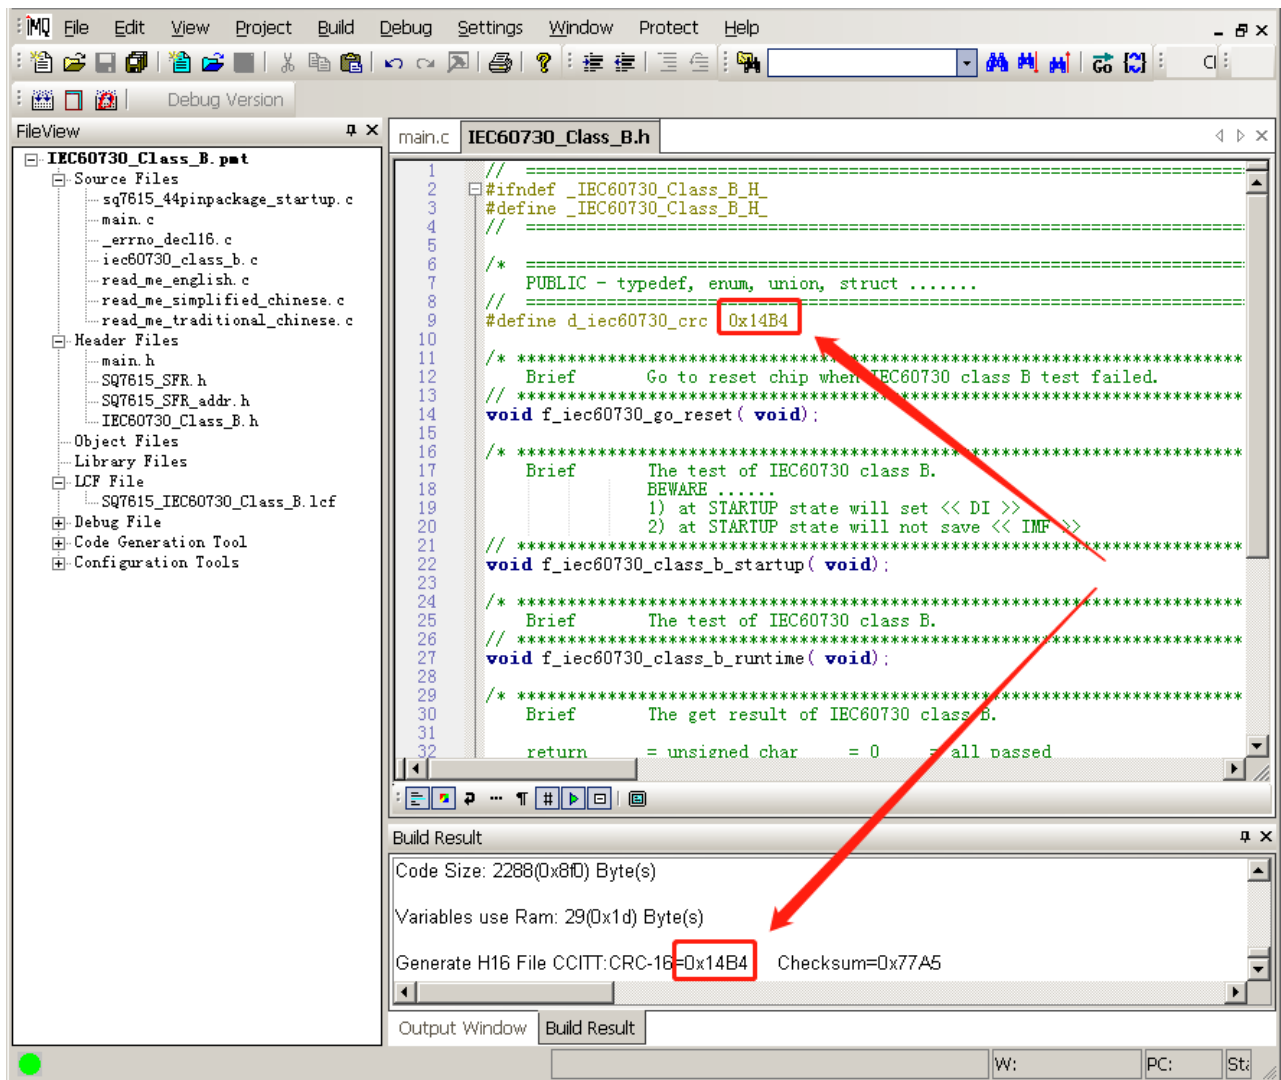 iMQ File Edit View Project Build Debug Settings Window Protect Help
Go
Debug Version
FileView
IEC60730_Class_B.pmt
Source Files
sq7615_44pinpackage_startup.c
main.c
_errno_decl16.c
iec60730_class_b.c
read_me_english.c
read_me_simplified_chinese.c
read_me_traditional_chinese.c
Header Files
main.h
SQ7615_SFR.h
SQ7615_SFR_addr.h
IEC60730_Class_B.h
Object Files
Library Files
LCF File
SQ7615_IEC60730_Class_B.lcf
Debug File
Code Generation Tool
Configuration Tools
main.c IEC60730_Class_B.h
1 // ========================================================================
2 #ifndef _IEC60730_Class_B_H_
3 #define _IEC60730_Class_B_H_
4 // ========================================================================
5
6 /* ========================================================================
7 PUBLIC - typedef, enum, union, struct .......
8 // ========================================================================
9 #define d_iec60730_crc 0x14B4
10
11 /* ************************************************************************
12 Brief Go to reset chip when IEC60730 class B test failed.
13 // ************************************************************************
14 void f_iec60730_go_reset( void);
15
16 /* ************************************************************************
17 Brief The test of IEC60730 class B.
18 BEWARE ......
19 1) at STARTUP state will set << DI >>
20 2) at STARTUP state will not save << IMF >>
21 // ************************************************************************
22 void f_iec60730_class_b_startup( void);
23
24 /* ************************************************************************
25 Brief The test of IEC60730 class B.
26 // ************************************************************************
27 void f_iec60730_class_b_runtime( void);
28
29 /* ************************************************************************
30 Brief The get result of IEC60730 class B.
31
32 return = unsigned char = 0 = all passed
Build Result
Code Size: 2288(0x8f0) Byte(s)
Variables use Ram: 29(0x1d) Byte(s)
Generate H16 File CCITT:CRC-16=0x14B4 Checksum=0x77A5
Output Window Build Result
W: PC: